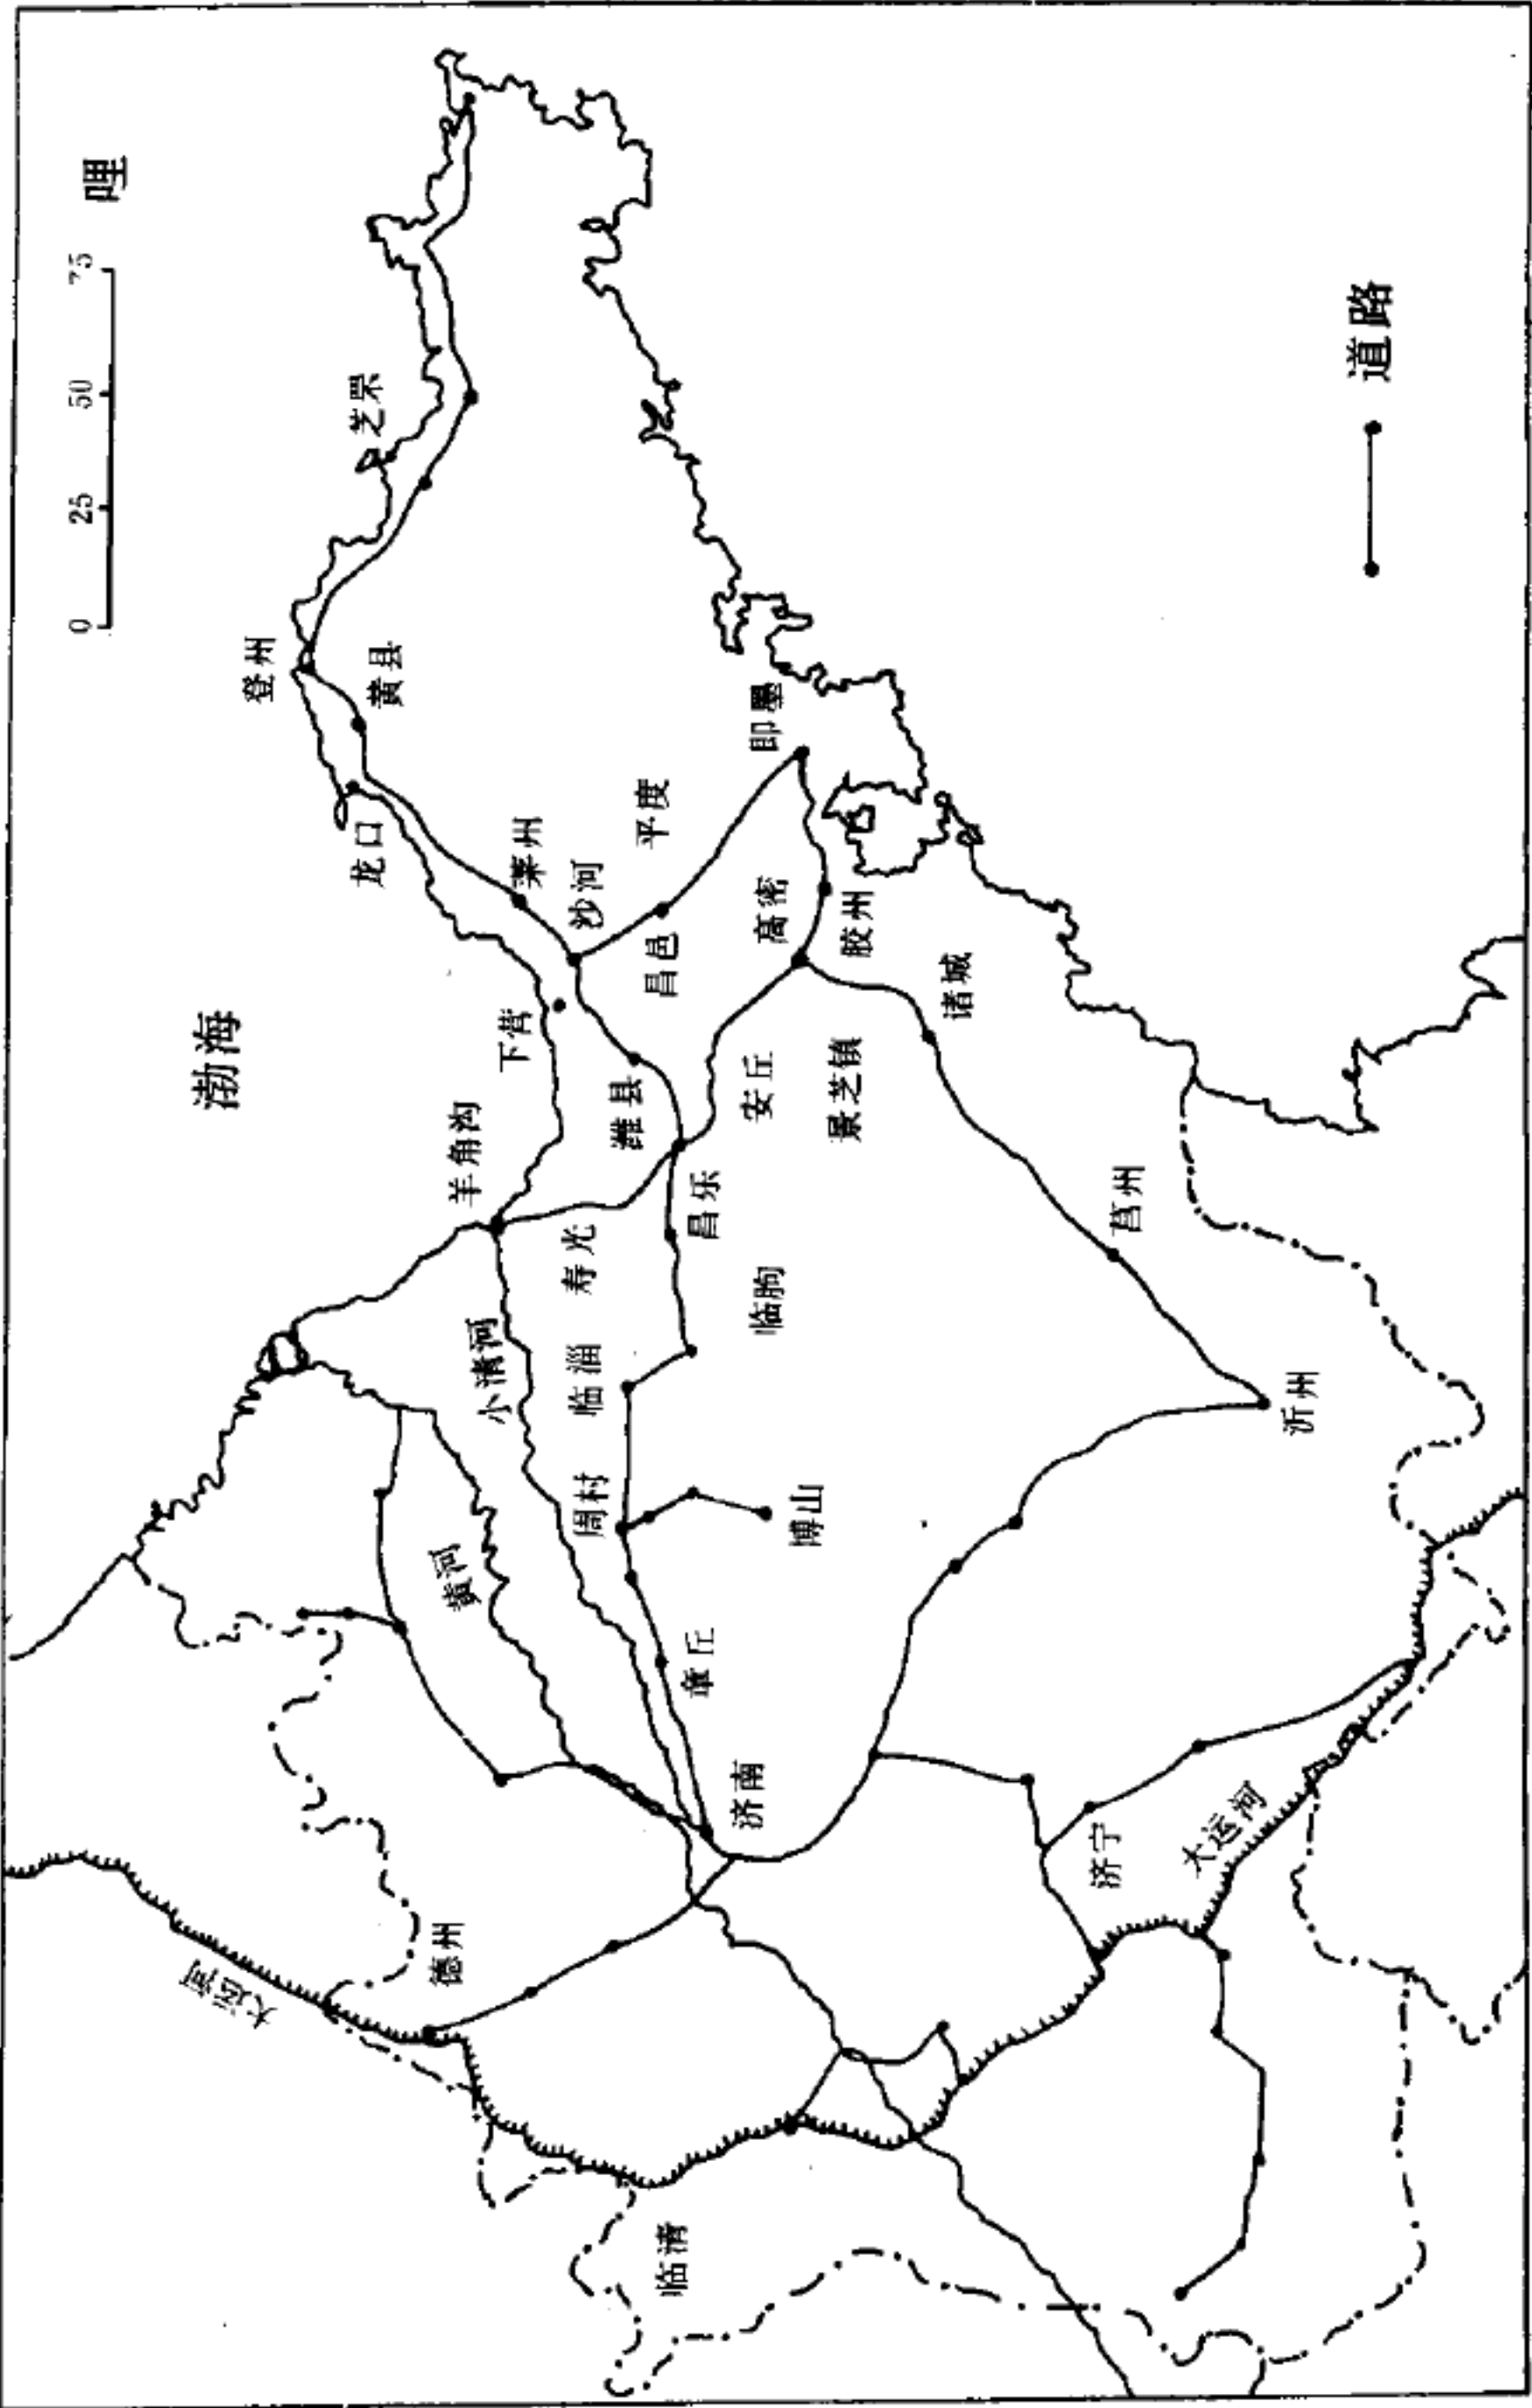 0 25 50 75 哩
渤海
登州
黄县
芝罘
龙口
莱州
沙河
平度
即墨
下营
昌邑
高密
胶州
羊角沟
潍县
安丘
景芝镇
诸城
寿光
昌乐
临朐
莒州
小清河
临淄
周村
博山
沂州
黄河
章丘
济南
大运河
德州
济宁
大运河
临清
道路